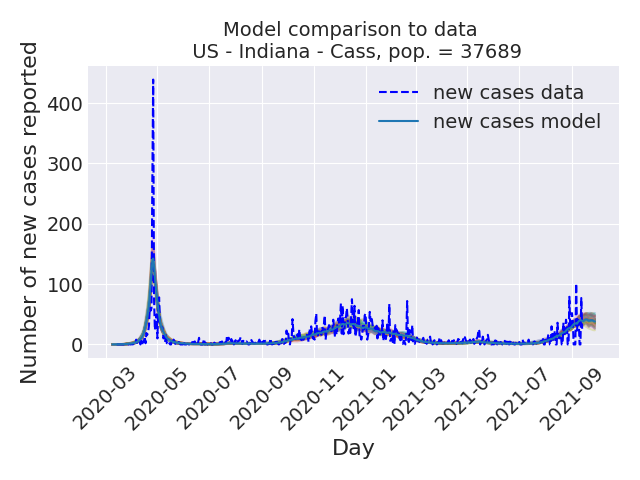 Model comparison to data
US - Indiana - Cass, pop. = 37689
Number of new cases reported
400
300
200
100
0
new cases data
new cases model
2020-03
2020-05
2020-07
2020-09
2020-11
2021-01
2021-03
2021-05
2021-07
2021-09
Day